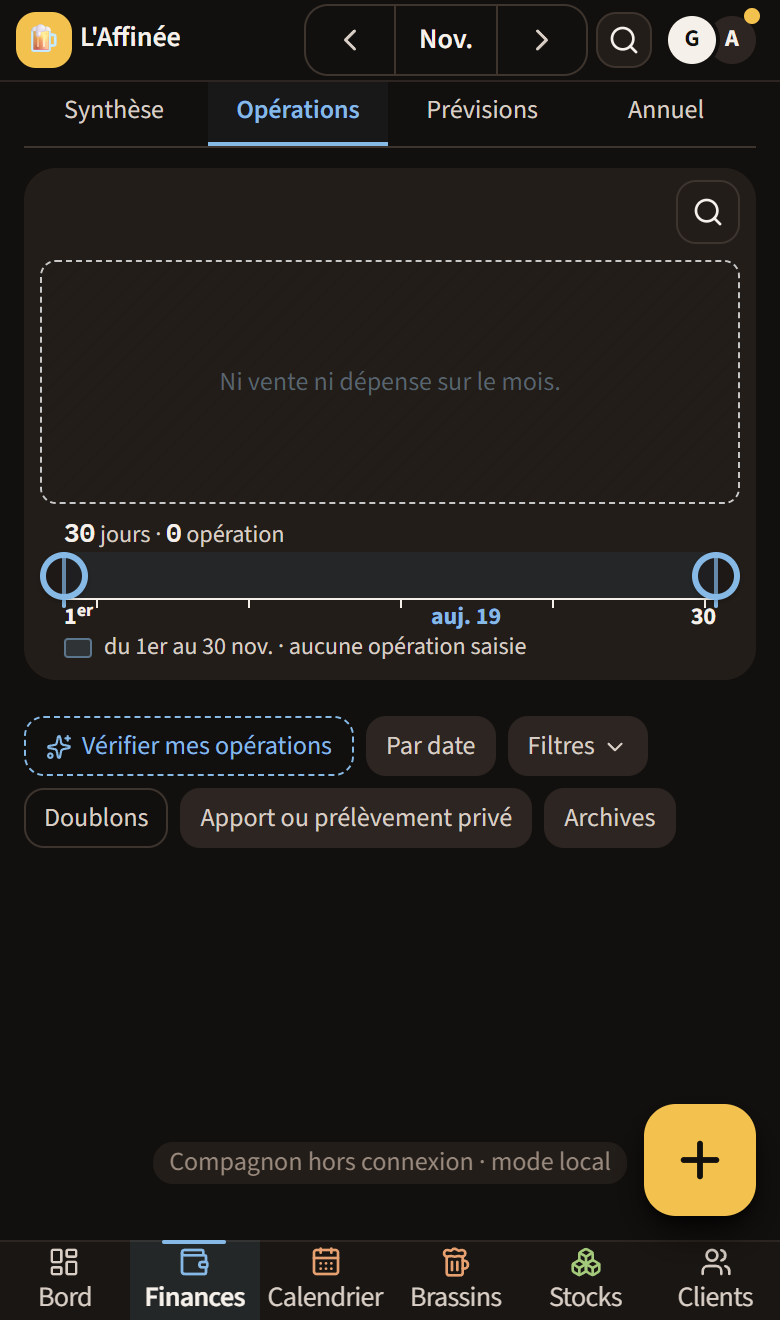 L'Affinée
Nov.
G
A
Synthèse
Opérations
Prévisions
Annuel
Ni vente ni dépense sur le mois.
30 jours · 0 opération
1er
auj. 19
30
du 1er au 30 nov. · aucune opération saisie
Vérifier mes opérations
Par date
Filtres
Doublons
Apport ou prélèvement privé
Archives
Compagnon hors connexion · mode local
Bord
Finances
Calendrier
Brassins
Stocks
Clients